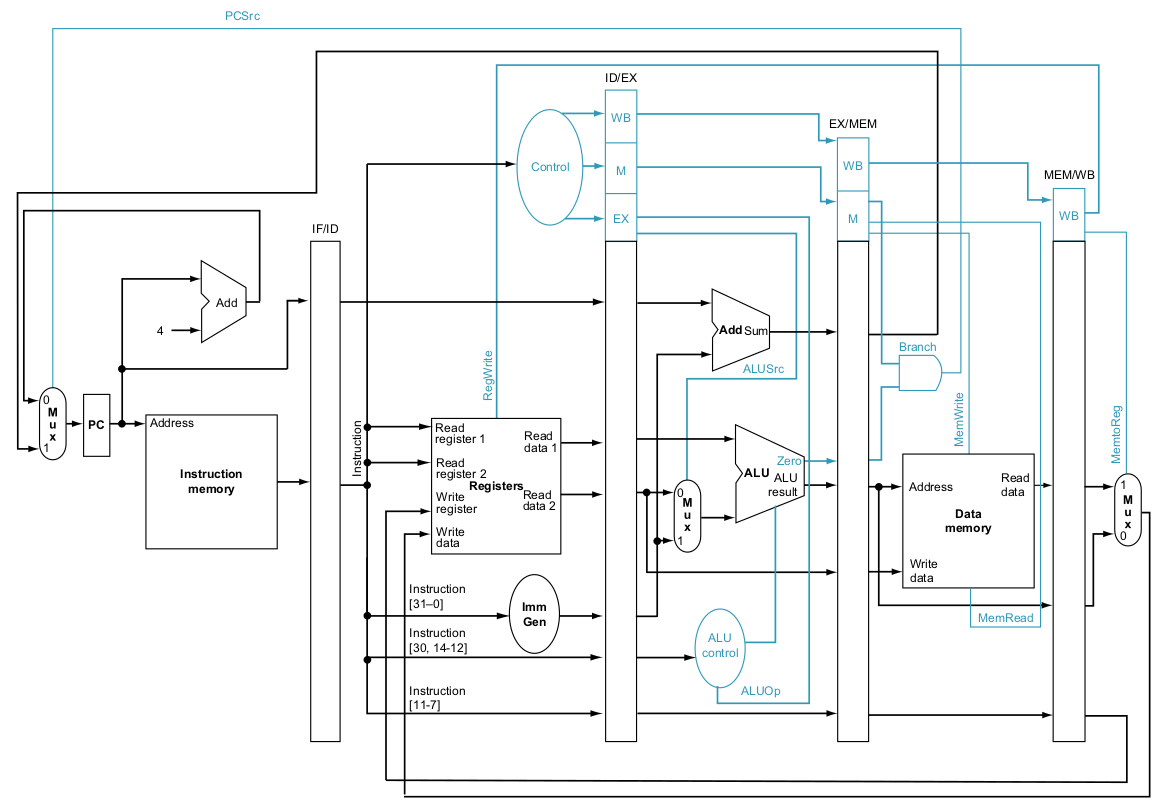 PCSrc
ID/EX
WB
EX/MEM
Control
M
WB
MEM/WB
EX
M
WB
IF/ID
Add
4
Add Sum
Branch
ALUSrc
RegWrite
MemWrite
MemtoReg
0
M
u
x
1
PC
Address
Instruction
memory
Instruction
Read
register 1
Read
data 1
Read
register 2
Registers
Write
register
Read
data 2
Write
data
0
M
u
x
1
Zero
ALU
ALU
result
Address
Read
data
Data
memory
Write
data
1
M
u
x
0
Instruction
[31–0]
Imm
Gen
Instruction
[30, 14-12]
ALU
control
MemRead
Instruction
[11-7]
ALUOp